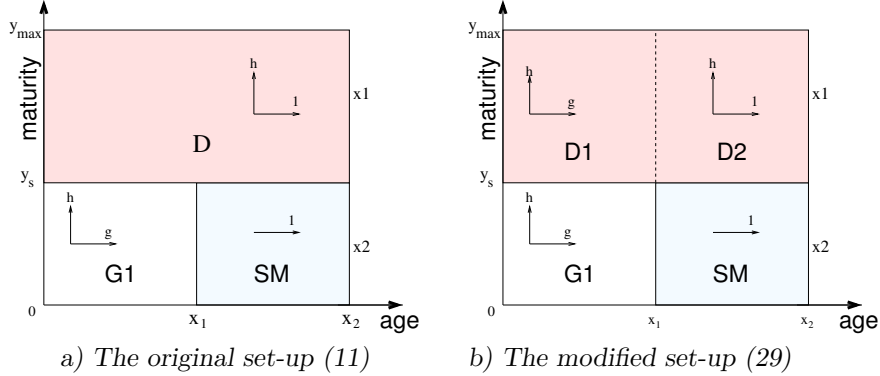 y_max
maturity
h
1
x1
D
y_s
h
g
1
x2
G1
SM
0
x_1
x_2
age
a) The original set-up (11)
y_max
maturity
h
g
h
1
x1
D1
D2
y_s
h
g
1
x2
G1
SM
0
x_1
x_2
age
b) The modified set-up (29)